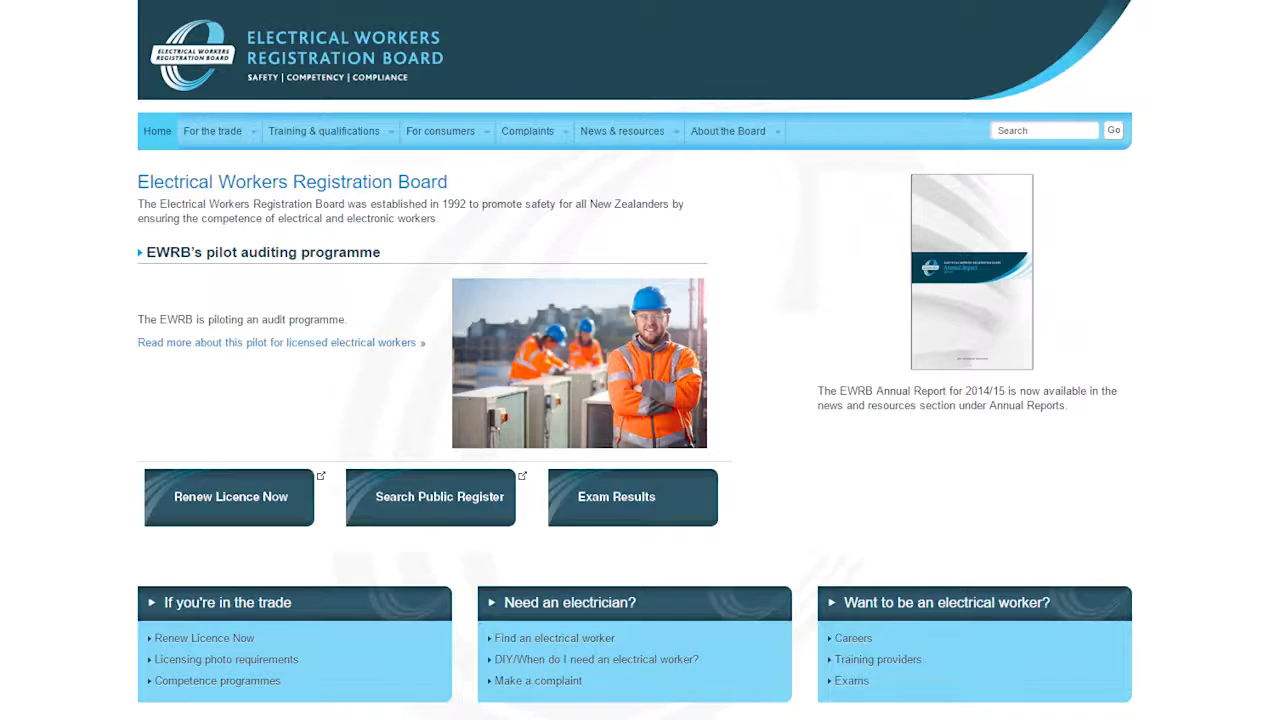 ELECTRICAL WORKERS
REGISTRATION BOARD
ELECTRICAL WORKERS
REGISTRATION BOARD
SAFETY | COMPETENCY | COMPLIANCE
Home
For the trade
Training & qualifications
For consumers
Complaints
News & resources
About the Board
Search
Go
Electrical Workers Registration Board
The Electrical Workers Registration Board was established in 1992 to promote safety for all New Zealanders by
ensuring the competence of electrical and electronic workers.
EWRB's pilot auditing programme
The EWRB is piloting an audit programme.
Read more about this pilot for licensed electrical workers »
Annual Report
The EWRB Annual Report for 2014/15 is now available in the
news and resources section under Annual Reports.
Renew Licence Now
Search Public Register
Exam Results
If you're in the trade
Renew Licence Now
Licensing photo requirements
Competence programmes
Need an electrician?
Find an electrical worker
DIY/When do I need an electrical worker?
Make a complaint
Want to be an electrical worker?
Careers
Training providers
Exams